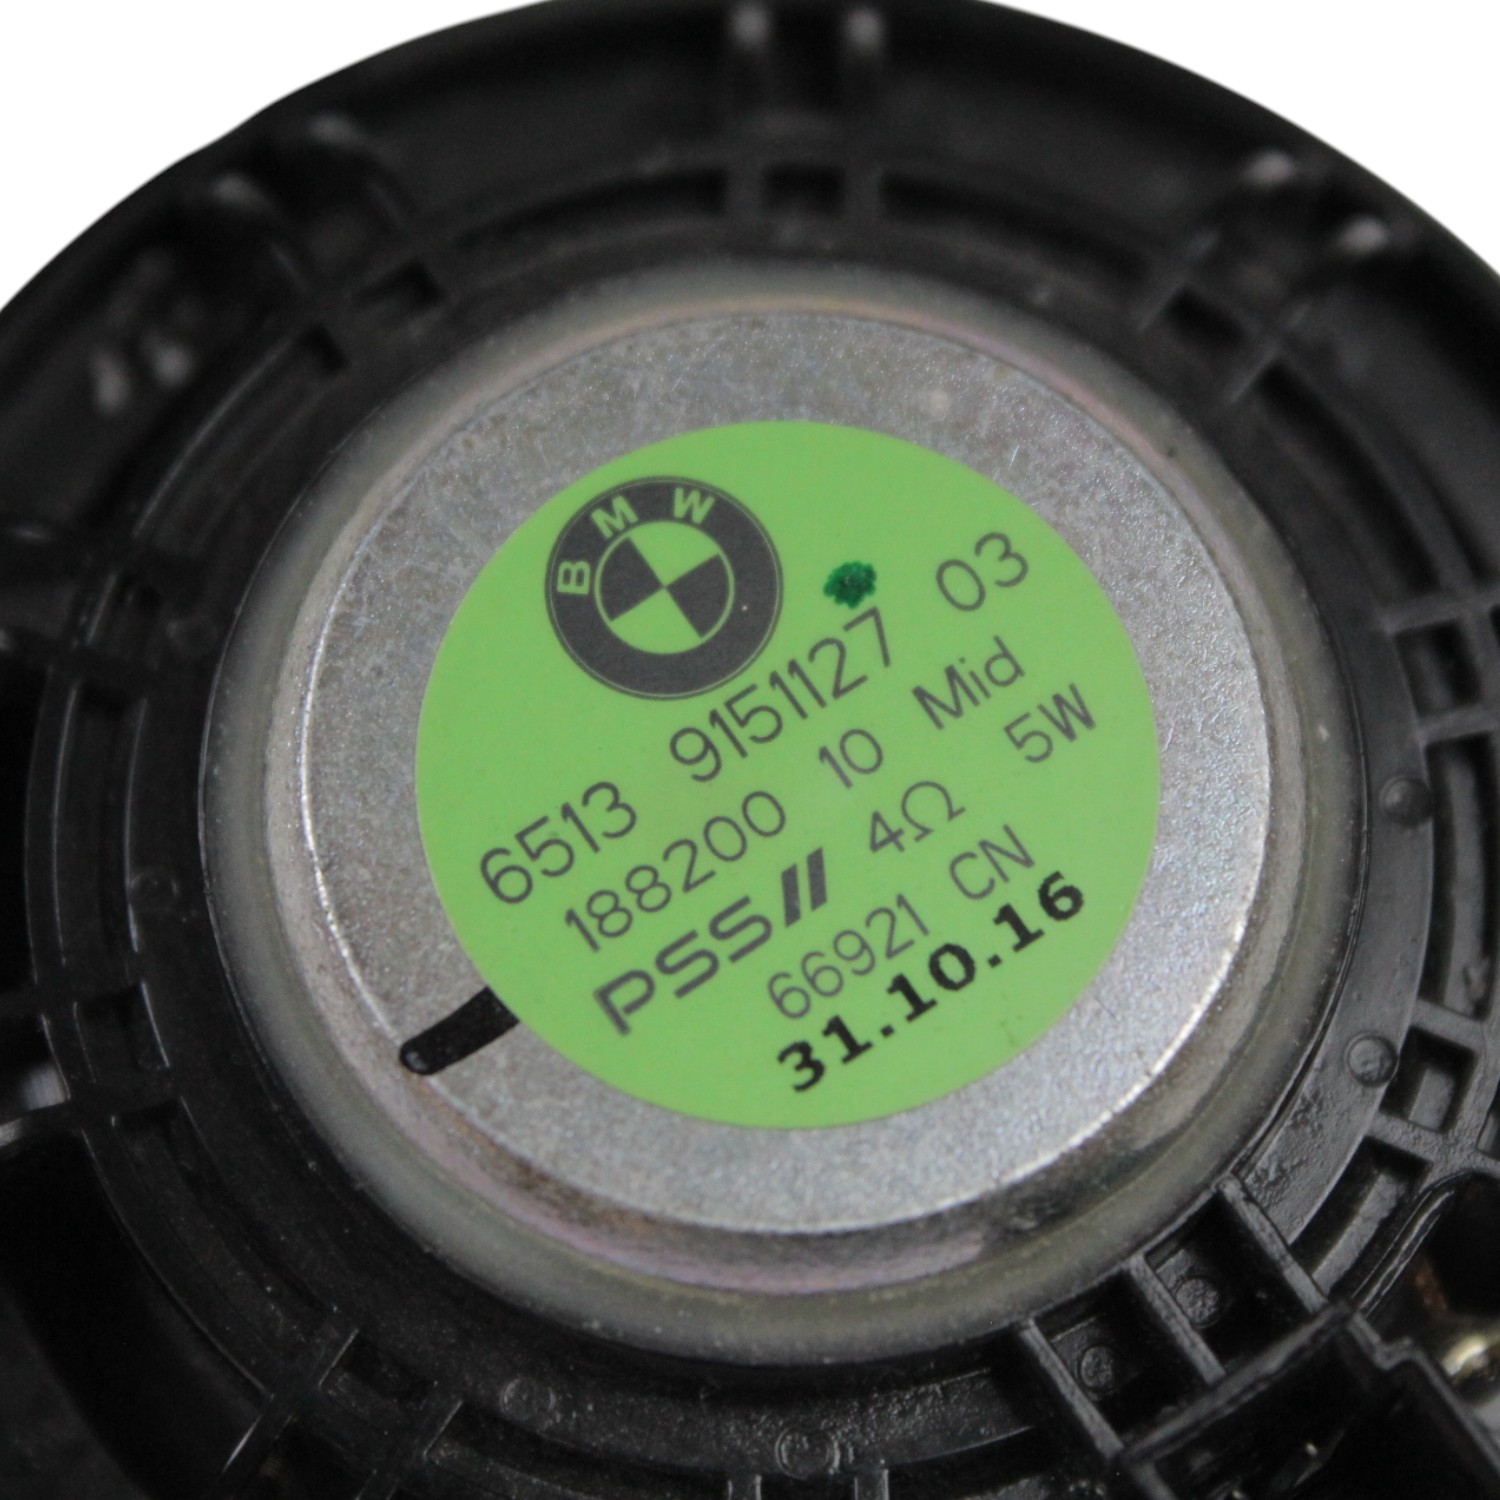 BMW
6513 9151127 03
188200 10 Mid
PSS 4Ω 5W
66921 CN
31.10.16